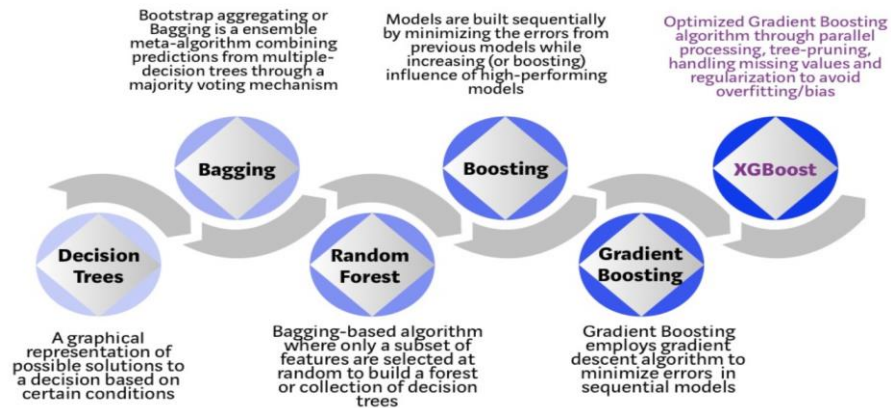 Bootstrap aggregating or
Bagging is a ensemble
meta-algorithm combining
predictions from multiple-
decision trees through a
majority voting mechanism
Models are built sequentially
by minimizing the errors from
previous models while
increasing (or boosting)
influence of high-performing
models
Optimized Gradient Boosting
algorithm through parallel
processing, tree-pruning,
handling missing values and
regularization to avoid
overfitting/bias
Bagging
Boosting
XGBoost
Decision
Trees
Random
Forest
Gradient
Boosting
A graphical
representation of
possible solutions to
a decision based on
certain conditions
Bagging-based algorithm
where only a subset of
features are selected at
random to build a forest
or collection of decision
trees
Gradient Boosting
employs gradient
descent algorithm to
minimize errors in
sequential models